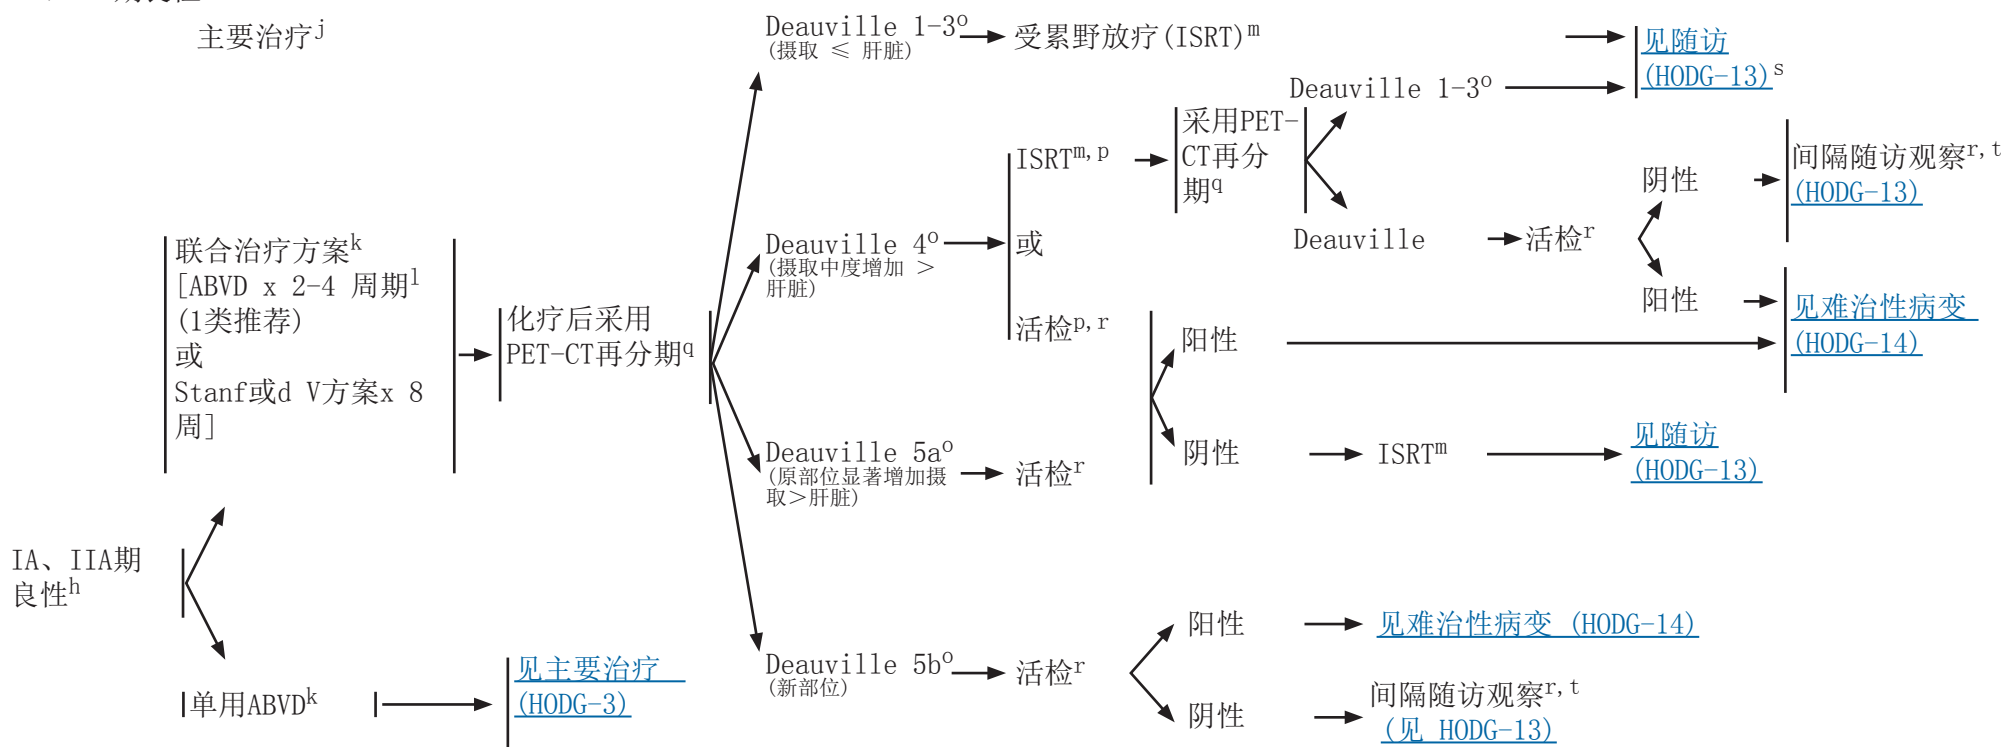 主要治疗j
Deauville 1-3o
(摄取 ≤ 肝脏)
受累野放疗(ISRT)m
见随访
(HODG-13)s
Deauville 1-3o
ISRTm,p
采用PET-
CT再分
期q
阴性
间隔随访观察r,t
(HODG-13)
Deauville
活检r
阳性
见难治性病变
(HODG-14)
联合治疗方案k
[ABVD x 2-4 周期l
(1类推荐)
或
Stanf或d V方案x 8
周]
化疗后采用
PET-CT再分期q
Deauville 4o
(摄取中度增加 >
肝脏)
或
活检p,r
阳性
阴性
ISRTm
见随访
(HODG-13)
Deauville 5ao
(原部位显著增加摄
取>肝脏)
活检r
IA、IIA期
良性h
单用ABVDk
见主要治疗
(HODG-3)
Deauville 5bo
(新部位)
活检r
阳性
见难治性病变 (HODG-14)
阴性
间隔随访观察r,t
(见 HODG-13)